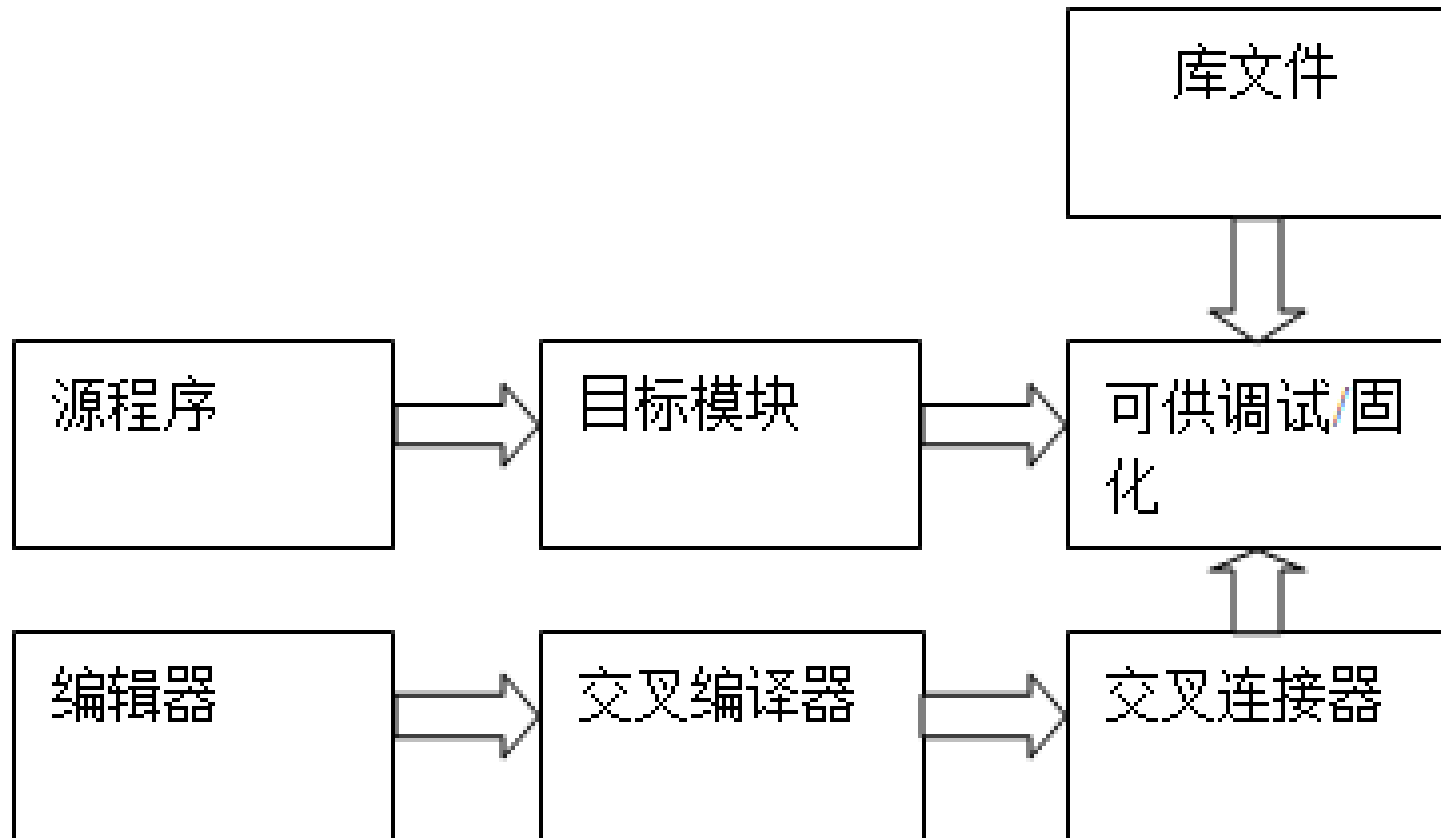 库文件
源程序
目标模块
可供调试/固
化
编辑器
交叉编译器
交叉连接器